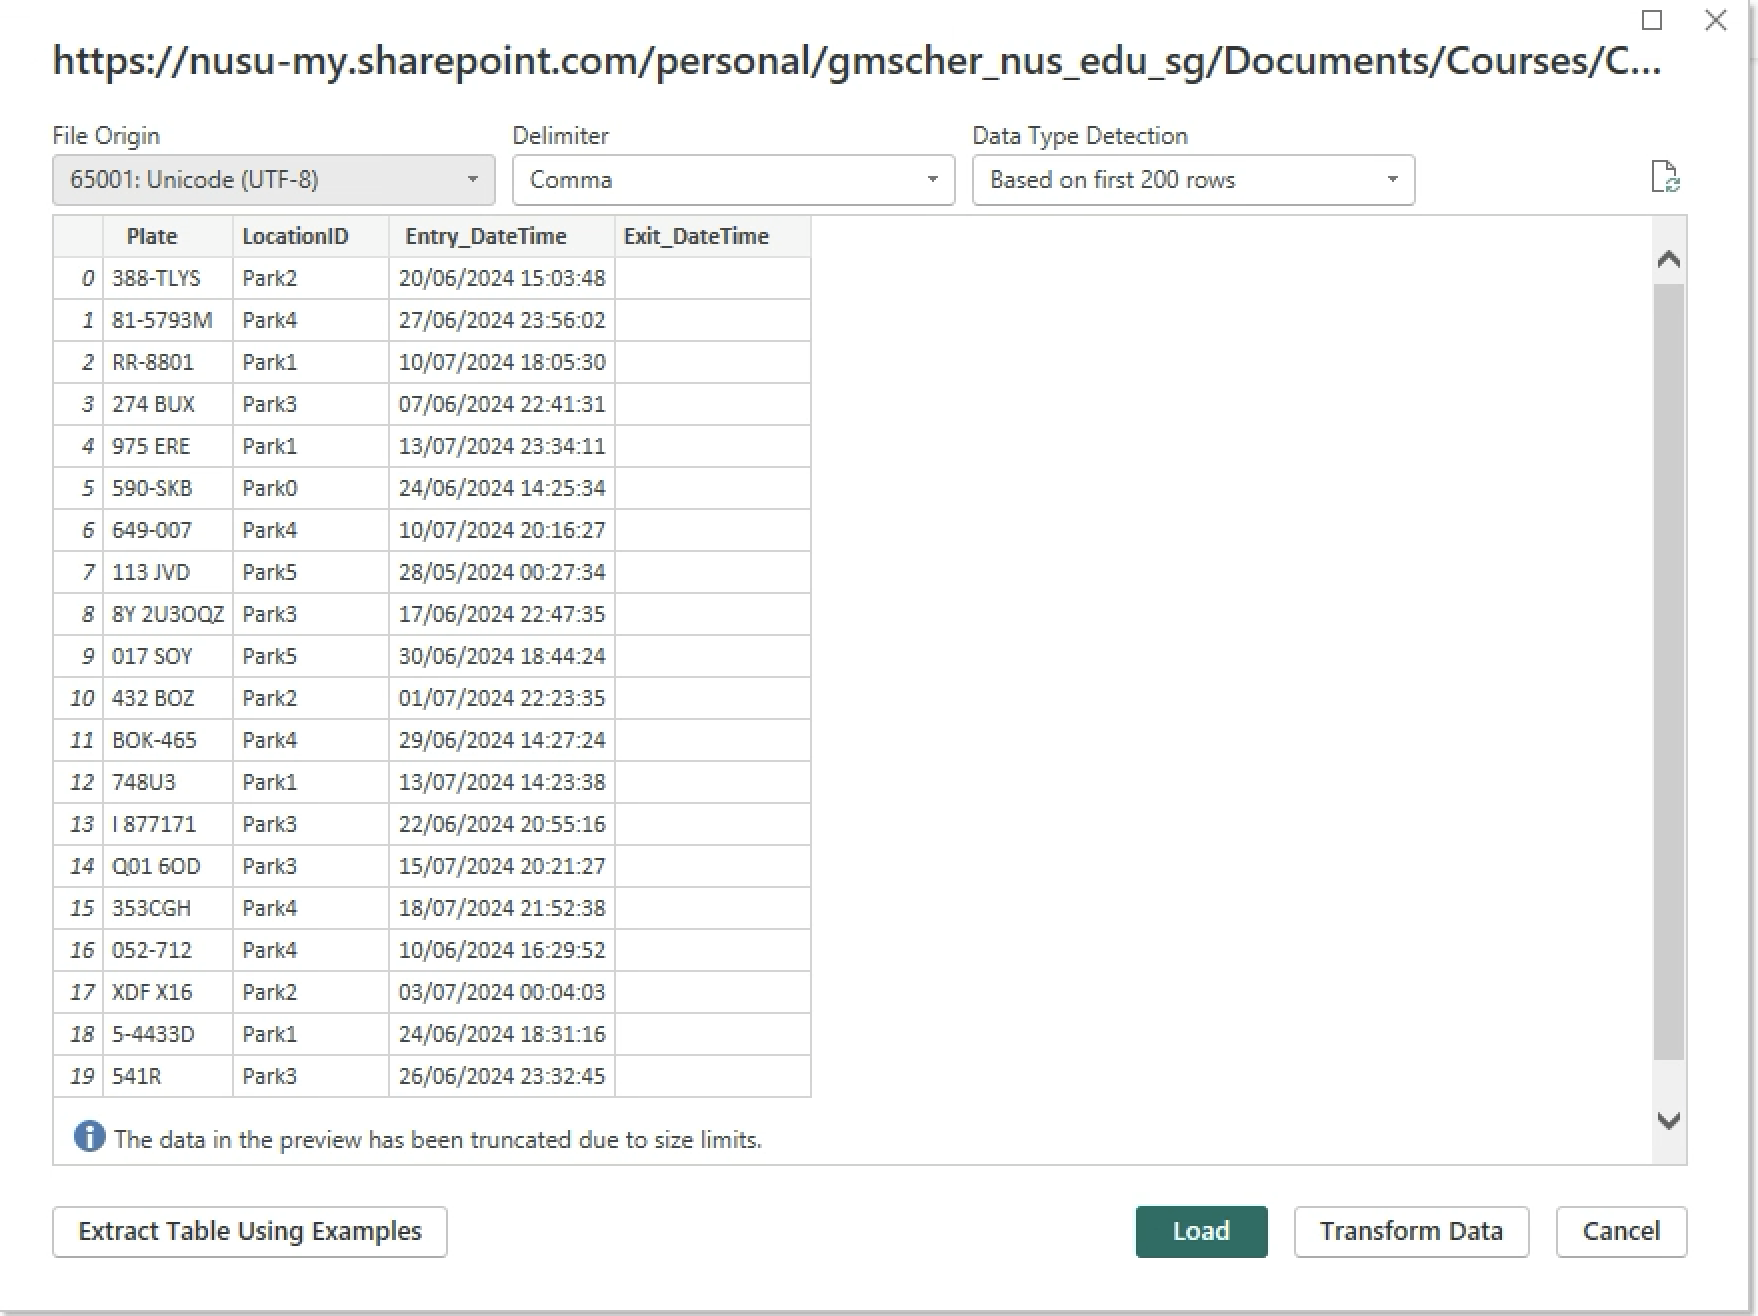 https://nusu-my.sharepoint.com/personal/gmscher_nus_edu_sg/Documents/Courses/C...
File Origin Delimiter Data Type Detection
65001: Unicode (UTF-8) Comma Based on first 200 rows
Plate LocationID Entry_DateTime Exit_DateTime
0 388-TLYS Park2 20/06/2024 15:03:48
1 81-5793M Park4 27/06/2024 23:56:02
2 RR-8801 Park1 10/07/2024 18:05:30
3 274 BUX Park3 07/06/2024 22:41:31
4 975 ERE Park1 13/07/2024 23:34:11
5 590-SKB Park0 24/06/2024 14:25:34
6 649-007 Park4 10/07/2024 20:16:27
7 113 JVD Park5 28/05/2024 00:27:34
8 8Y 2U3OQZ Park3 17/06/2024 22:47:35
9 017 SOY Park5 30/06/2024 18:44:24
10 432 BOZ Park2 01/07/2024 22:23:35
11 BOK-465 Park4 29/06/2024 14:27:24
12 748U3 Park1 13/07/2024 14:23:38
13 I 877171 Park3 22/06/2024 20:55:16
14 Q01 6OD Park3 15/07/2024 20:21:27
15 353CGH Park4 18/07/2024 21:52:38
16 052-712 Park4 10/06/2024 16:29:52
17 XDF X16 Park2 03/07/2024 00:04:03
18 5-4433D Park1 24/06/2024 18:31:16
19 541R Park3 26/06/2024 23:32:45
The data in the preview has been truncated due to size limits.
Extract Table Using Examples Load Transform Data Cancel